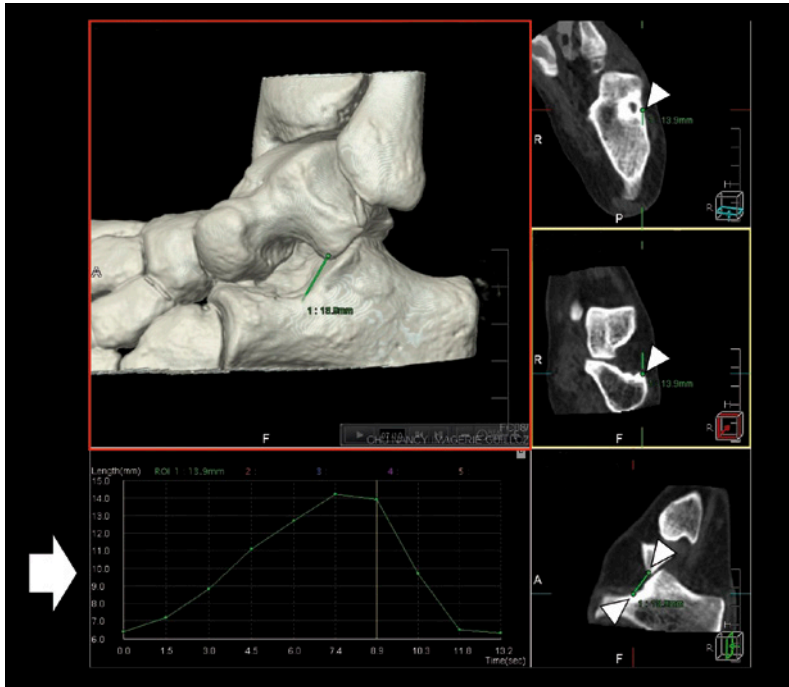 A
1 : 13.9mm
F
R
13.9mm
H
R
P
R
13.9mm
H
R
F
A
H
R
F
Length(mm)
ROI 1 : 13.9mm
2 :
3 :
4 :
5 :
15.0
14.0
13.0
12.0
11.0
10.0
9.0
8.0
7.0
6.0
0.0
1.5
3.0
4.5
6.0
7.4
8.9
10.3
11.8
13.2
Time(sec)